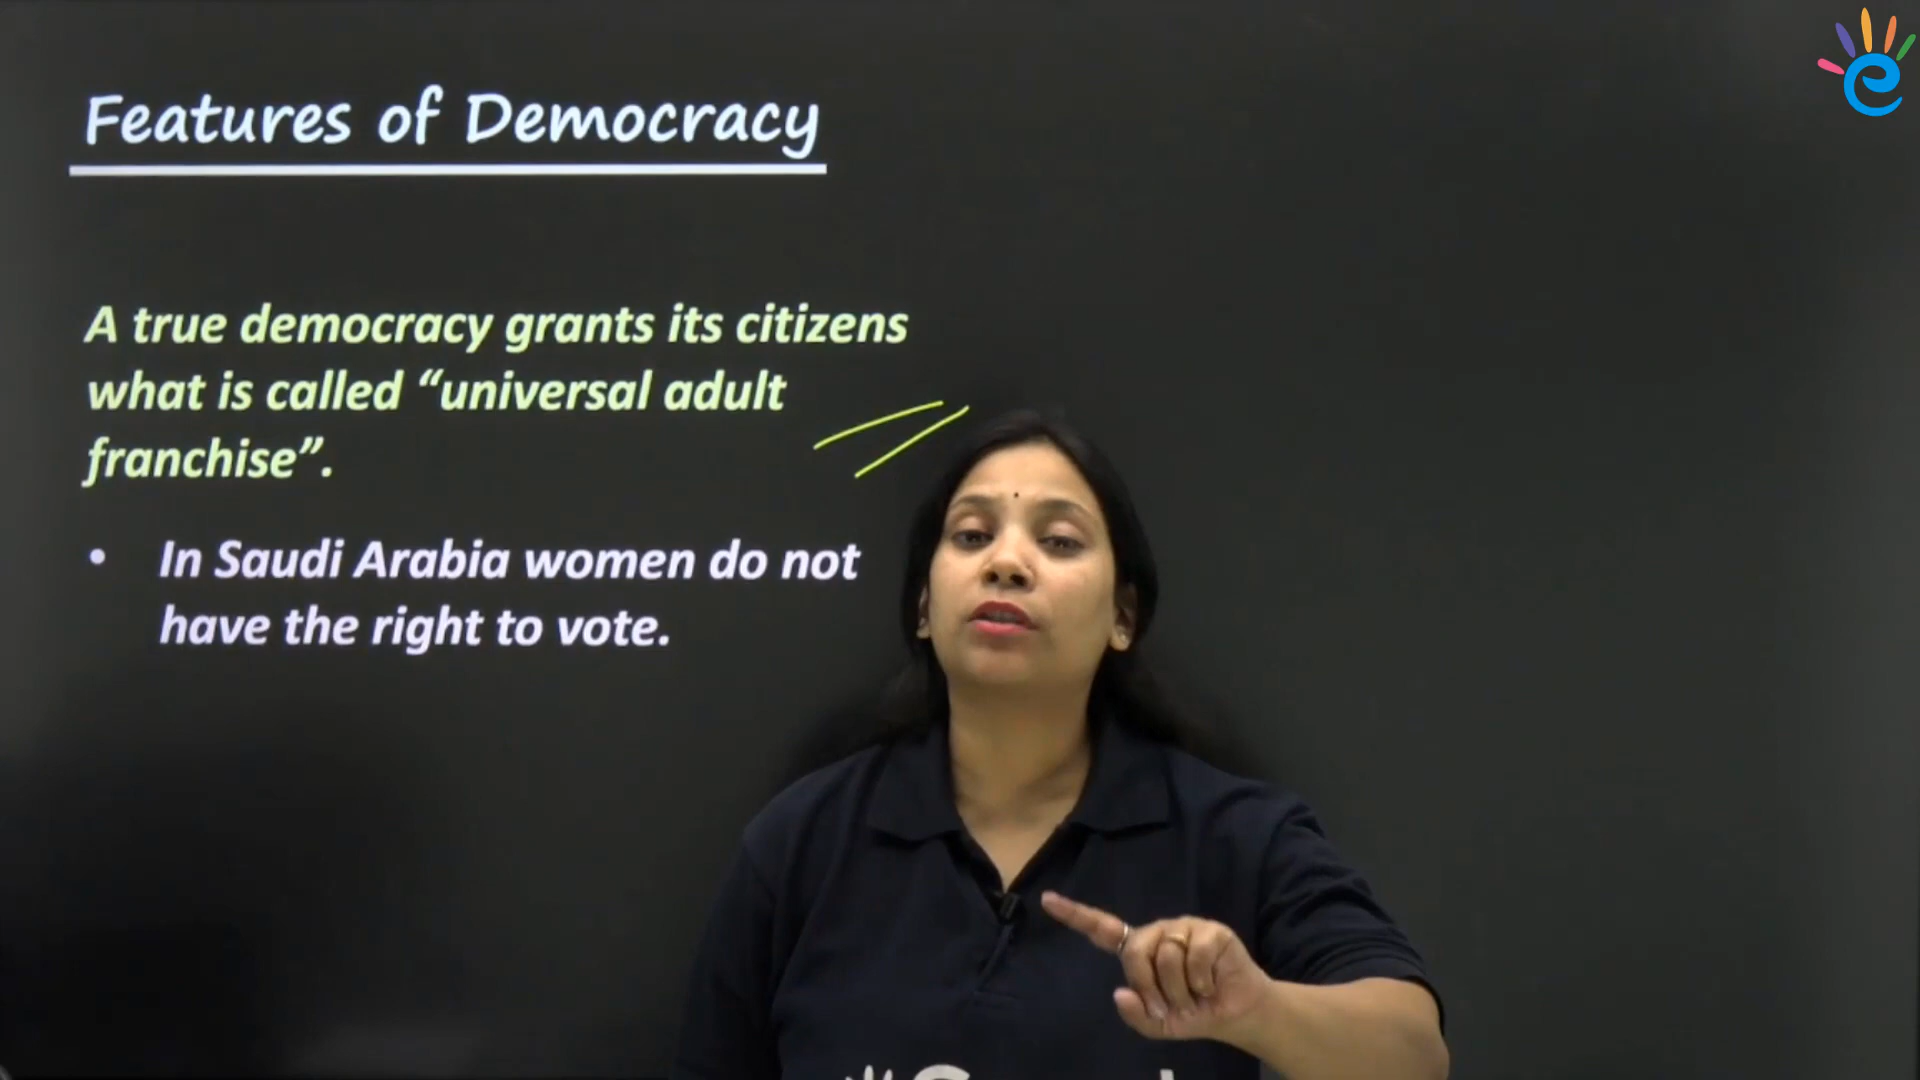 Features of Democracy
A true democracy grants its citizens
what is called “universal adult
franchise”.
• In Saudi Arabia women do not
have the right to vote.
e